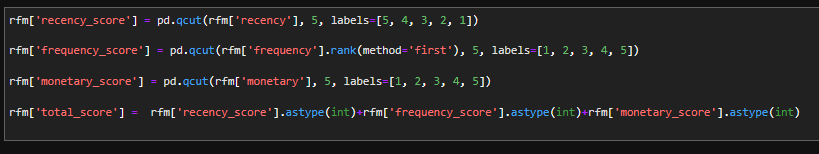 rfm['recency_score'] = pd.qcut(rfm['recency'], 5, labels=[5, 4, 3, 2, 1])
rfm['frequency_score'] = pd.qcut(rfm['frequency'].rank(method='first'), 5, labels=[1, 2, 3, 4, 5])
rfm['monetary_score'] = pd.qcut(rfm['monetary'], 5, labels=[1, 2, 3, 4, 5])
rfm['total_score'] =  rfm['recency_score'].astype(int)+rfm['frequency_score'].astype(int)+rfm['monetary_score'].astype(int)